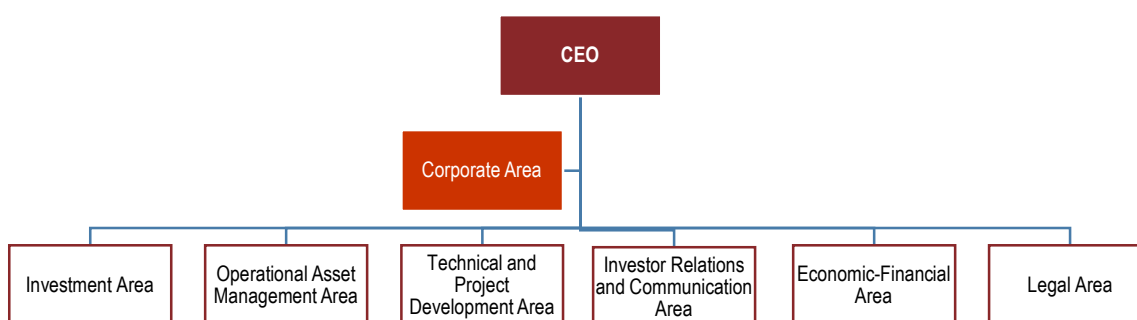 CEO
Corporate Area
Investment Area
Operational Asset
Management Area
Technical and
Project
Development Area
Investor Relations
and Communication
Area
Economic-Financial
Area
Legal Area